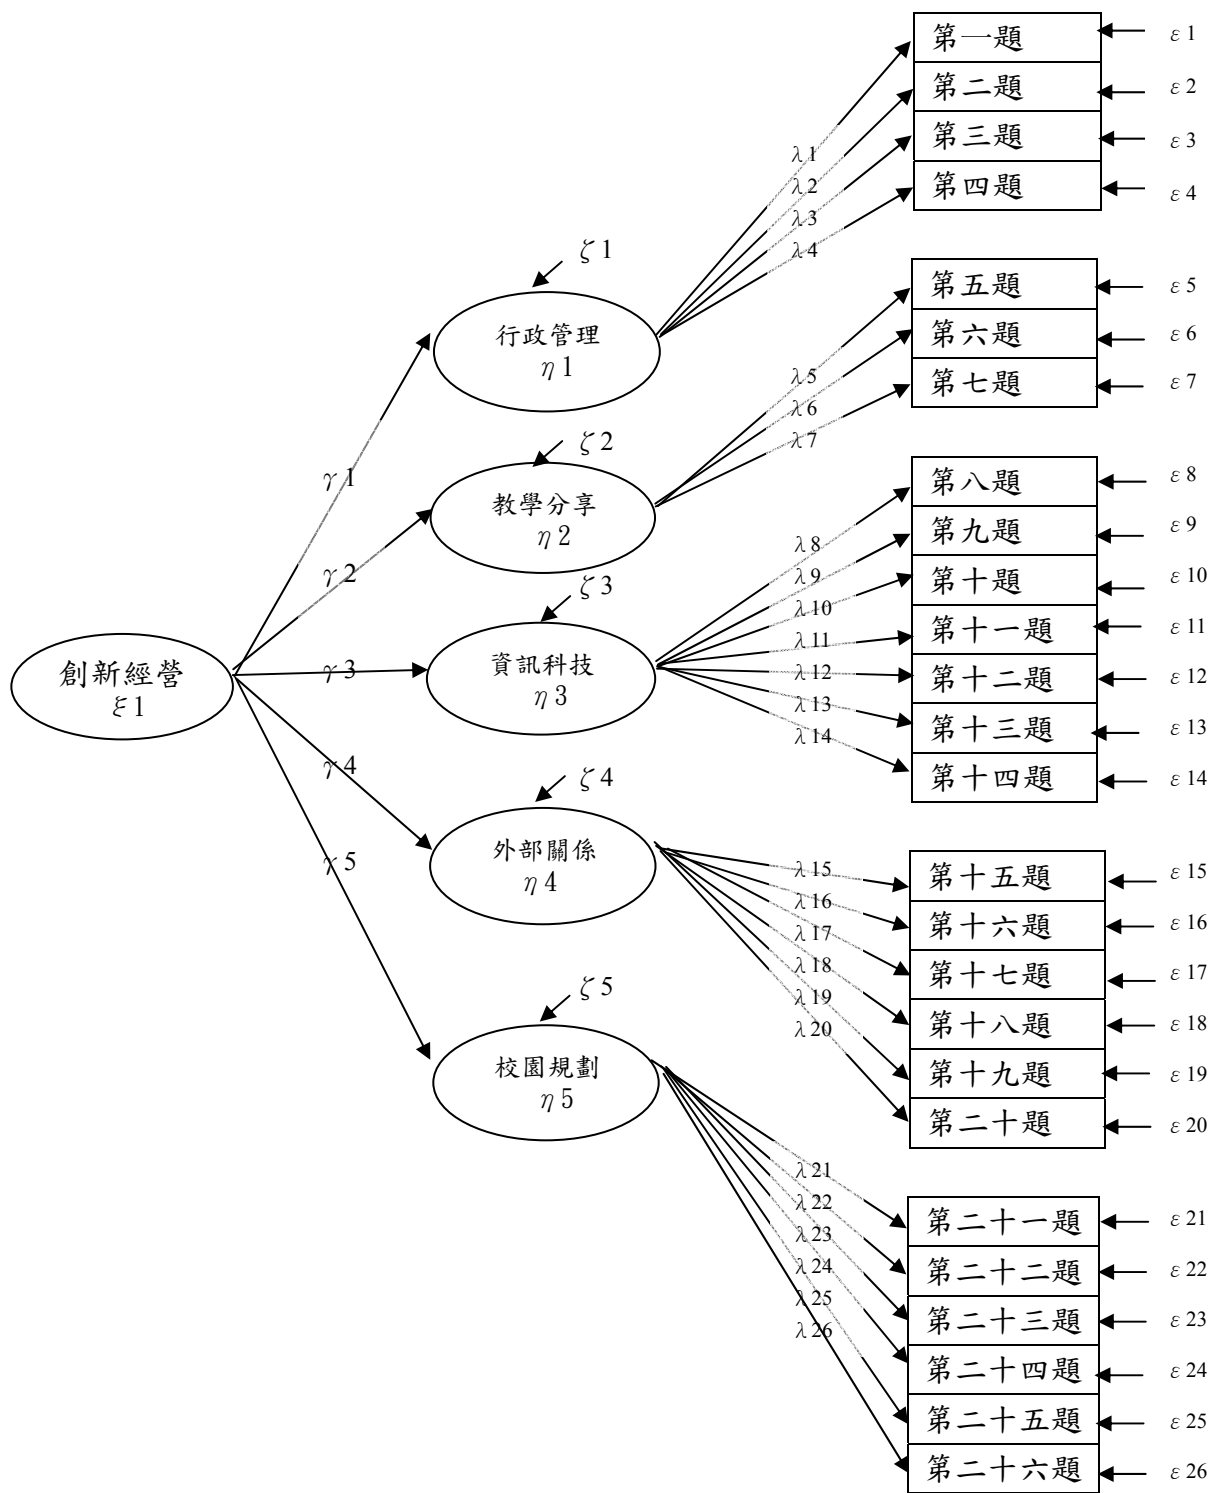 創新經營
ξ1
γ1
γ2
γ3
γ4
γ5
ζ1
行政管理
η1
ζ2
教學分享
η2
ζ3
資訊科技
η3
ζ4
外部關係
η4
ζ5
校園規劃
η5
λ1
λ2
λ3
λ4
λ5
λ6
λ7
λ8
λ9
λ10
λ11
λ12
λ13
λ14
λ15
λ16
λ17
λ18
λ19
λ20
λ21
λ22
λ23
λ24
λ25
λ26
第一題 ε1
第二題 ε2
第三題 ε3
第四題 ε4
第五題 ε5
第六題 ε6
第七題 ε7
第八題 ε8
第九題 ε9
第十題 ε10
第十一題 ε11
第十二題 ε12
第十三題 ε13
第十四題 ε14
第十五題 ε15
第十六題 ε16
第十七題 ε17
第十八題 ε18
第十九題 ε19
第二十題 ε20
第二十一題 ε21
第二十二題 ε22
第二十三題 ε23
第二十四題 ε24
第二十五題 ε25
第二十六題 ε26